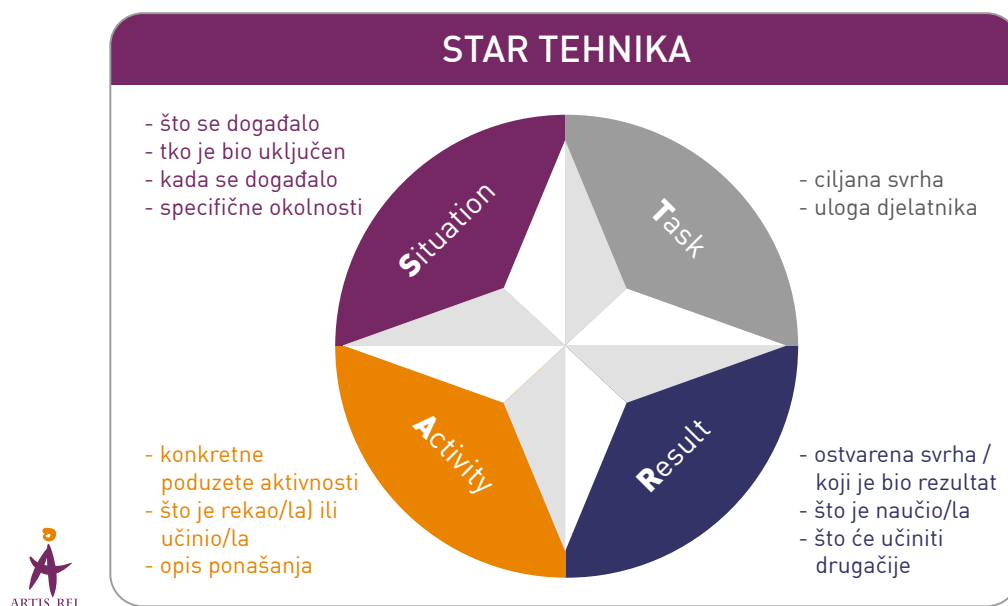 STAR TEHNIKA
- što se događalo
- tko je bio uključen
- kada se događalo
- specifične okolnosti
Situation
Task
- ciljana svrha
- uloga djelatnika
- konkretne
poduzete aktivnosti
- što je rekao/la) ili
učinio/la
- opis ponašanja
Activity
Result
- ostvarena svrha /
koji je bio rezultat
- što je naučio/la
- što će učiniti
drugačije
ARTIS REI